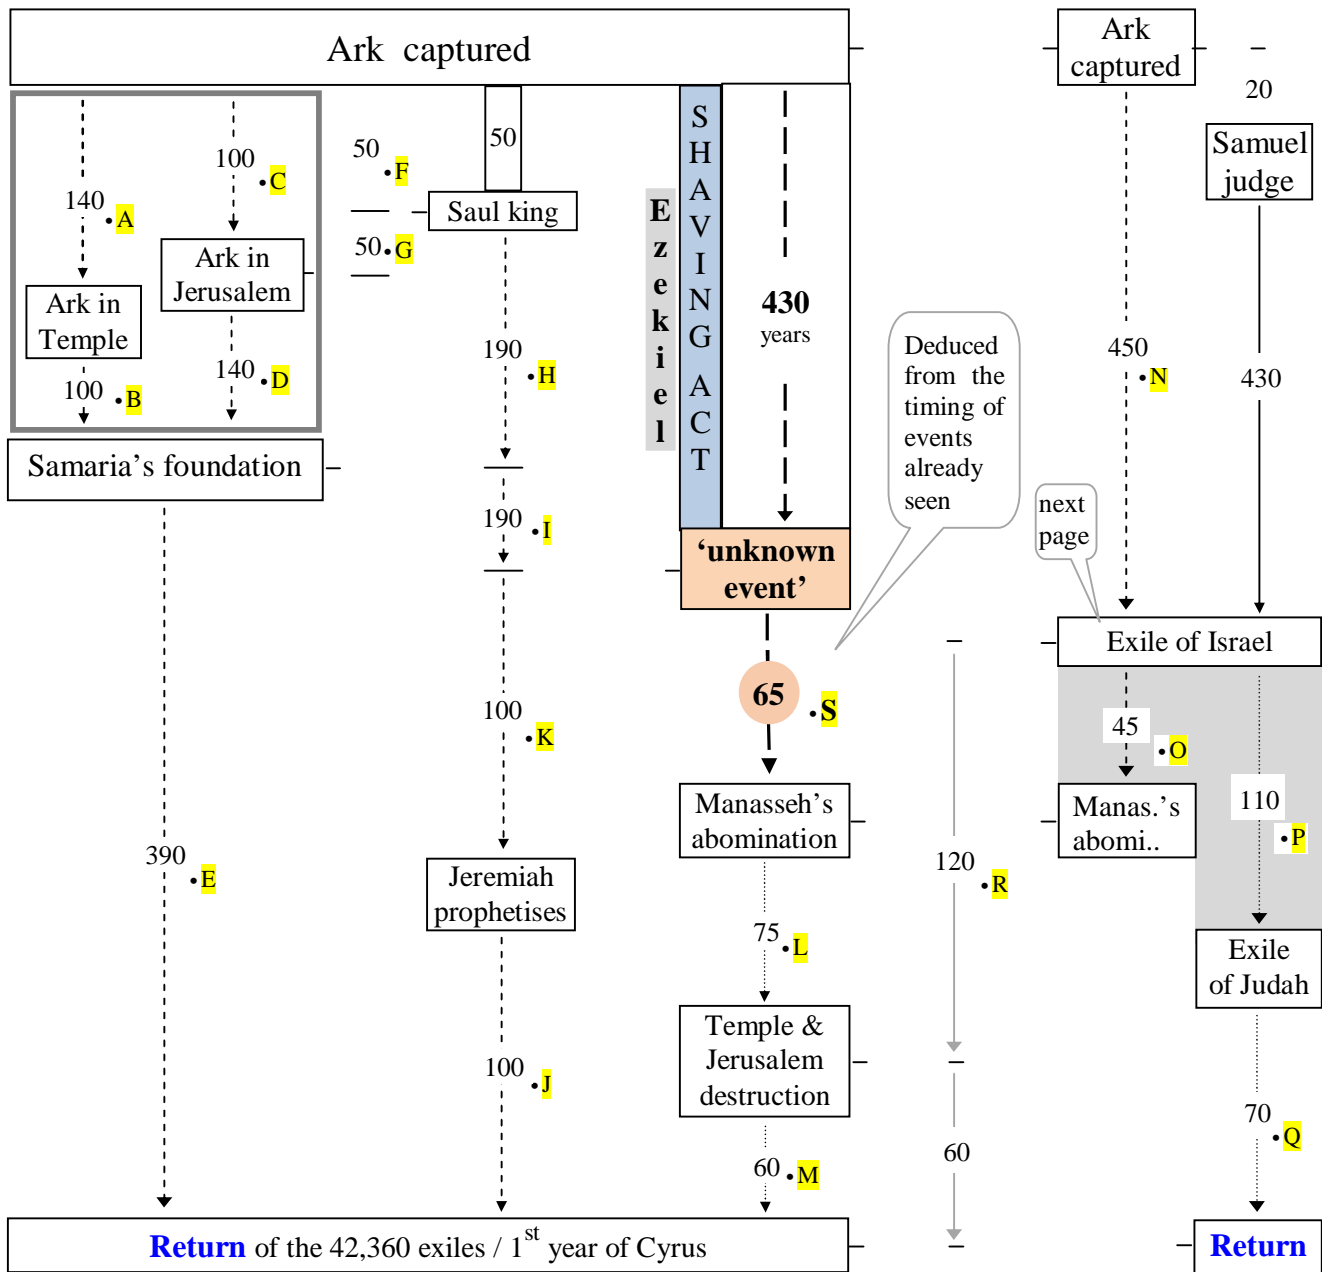 Ark captured
Ark
captured
20
Samuel
judge
50
50
•F
100
•C
140
•A
Saul king
50
•G
Ark in
Jerusalem
Ark in
Temple
140
•D
100
•B
190
•H
Ezekiel
SHAVING ACT
430
years
Deduced
from the
timing of
events
already
seen
450
•N
430
Samaria’s foundation
190
•I
‘unknown
event’
next
page
Exile of Israel
65
•S
100
•K
45
•O
110
•P
Manasseh’s
abomination
Manas.’s
abomi..
390
•E
Jeremiah
prophetises
120
•R
75
•L
Exile
of Judah
Temple &
Jerusalem
destruction
100
•J
70
•Q
60
•M
60
Return of the 42,360 exiles / 1st year of Cyrus
Return